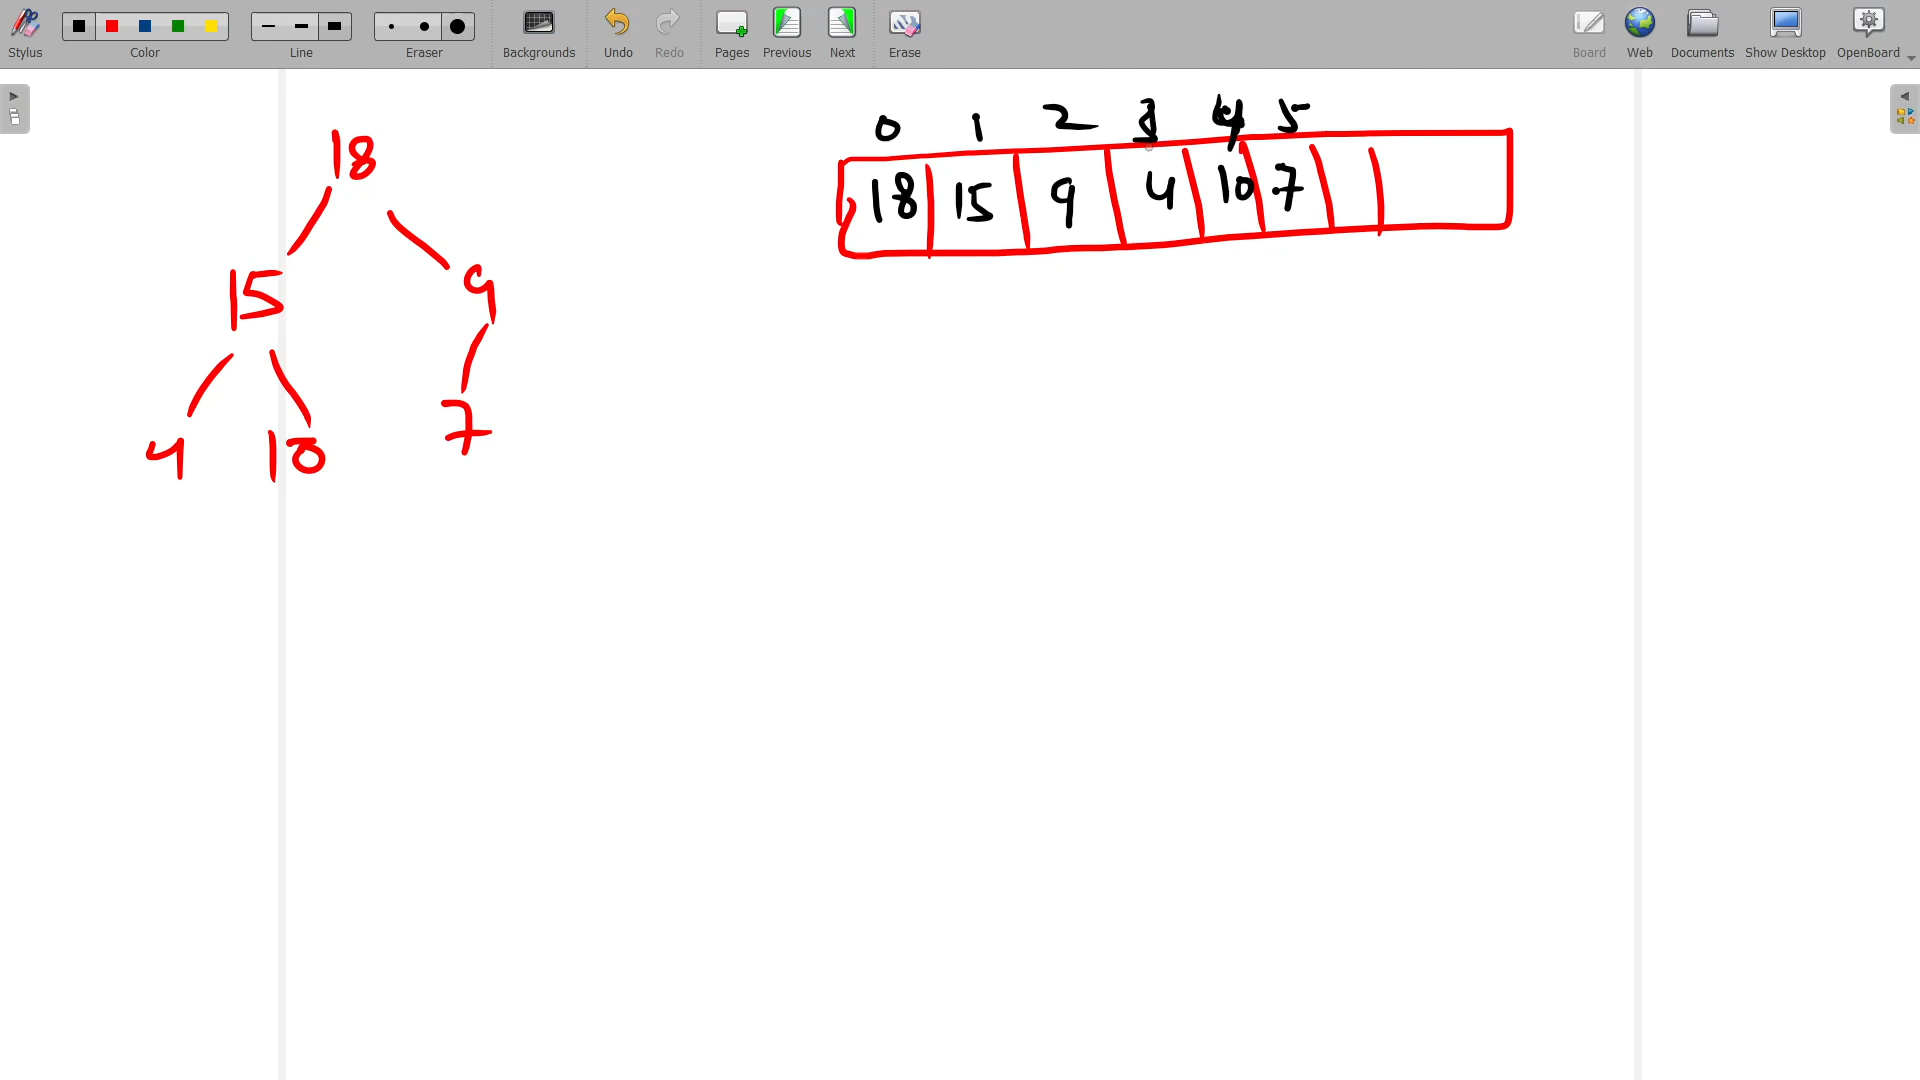 Stylus Color Line Eraser Backgrounds Undo Redo Pages Previous Next Erase Board Web Documents Show Desktop OpenBoard
0 1 2 3 4 5
18 15 9 4 10 7
18
15 9
4 10 7